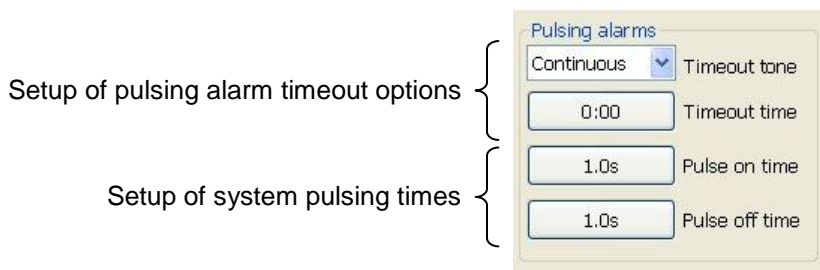 Pulsing alarms
Setup of pulsing alarm timeout options
Continuous Timeout tone
0:00 Timeout time
Setup of system pulsing times
1.0s Pulse on time
1.0s Pulse off time